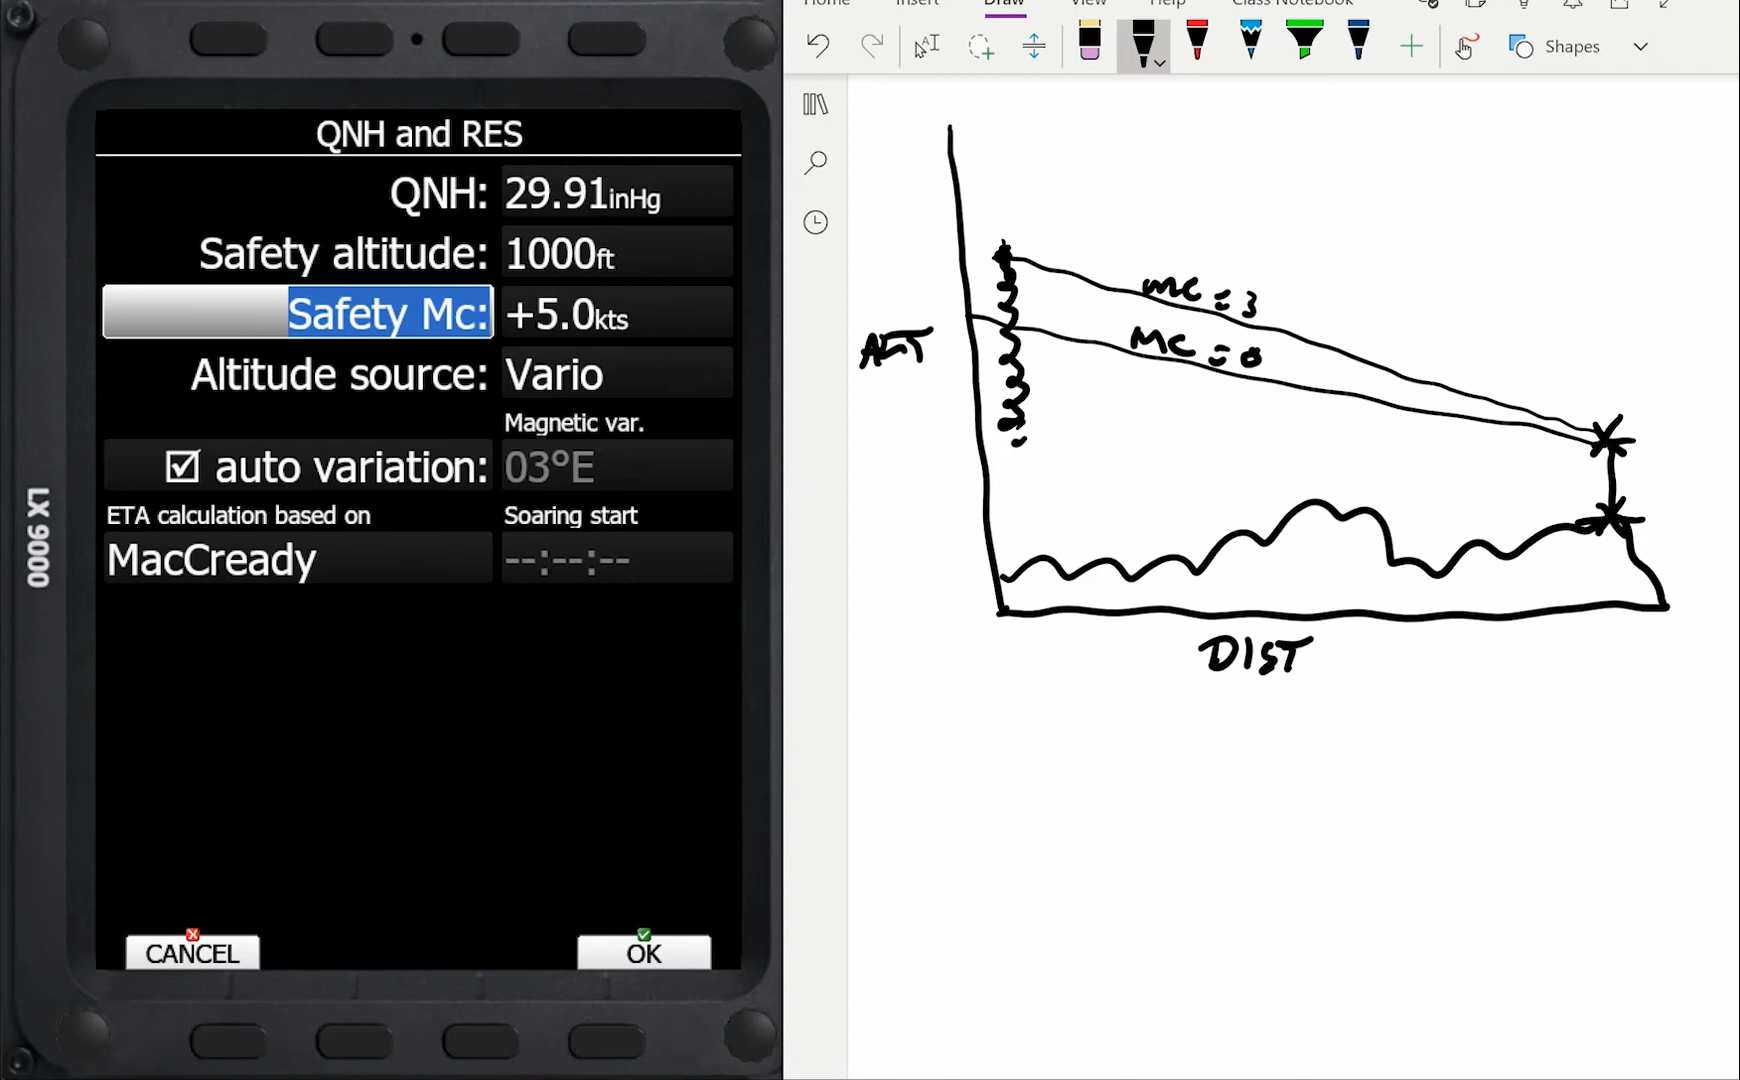 QNH and RES
QNH: 29.91inHg
Safety altitude: 1000ft
Safety Mc: +5.0kts
Altitude source: Vario
Magnetic var.
auto variation: 03°E
ETA calculation based on Soaring start
MacCready --:--:--
CANCEL OK
LX 9000
Home Insert Draw View Help Class Notebook
Shapes
MC = 3
MC = 0
ALT
DIST